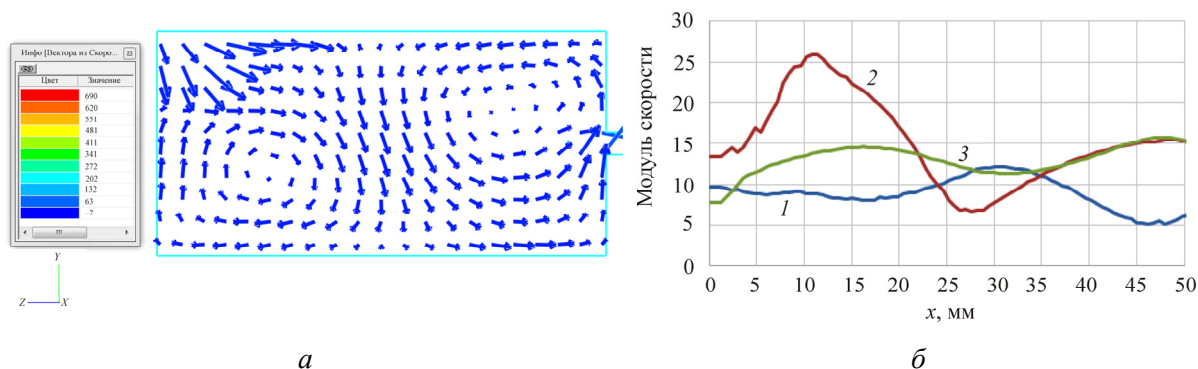 Инфо [Вектора из Скоро...
Цвет Значение
690
620
551
481
411
341
272
202
132
63
−7
Y
Z X
а
Модуль скорости
30
25
20
15
10
5
0
2
3
1
0 5 10 15 20 25 30 35 40 45 50
x, мм
б